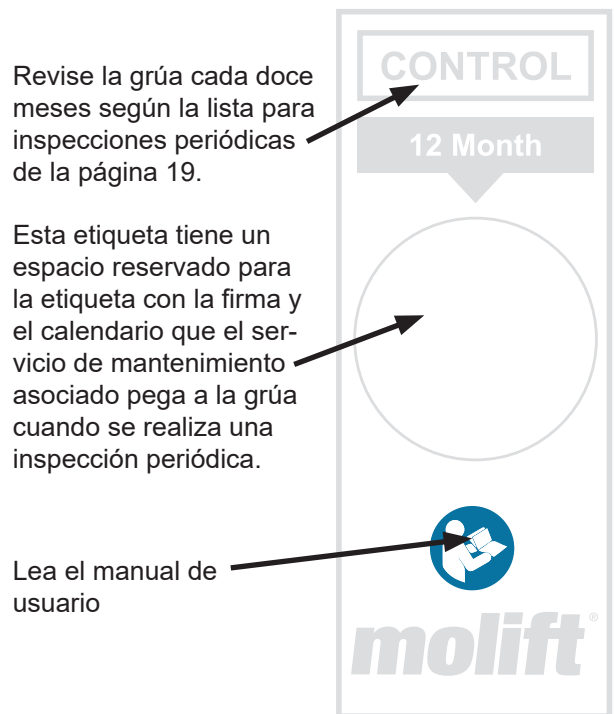 Revise la grúa cada doce
meses según la lista para
inspecciones periódicas
de la página 19.
Esta etiqueta tiene un
espacio reservado para
la etiqueta con la firma y
el calendario que el ser-
vicio de mantenimiento
asociado pega a la grúa
cuando se realiza una
inspección periódica.
Lea el manual de
usuario
CONTROL
12 Month
molift®